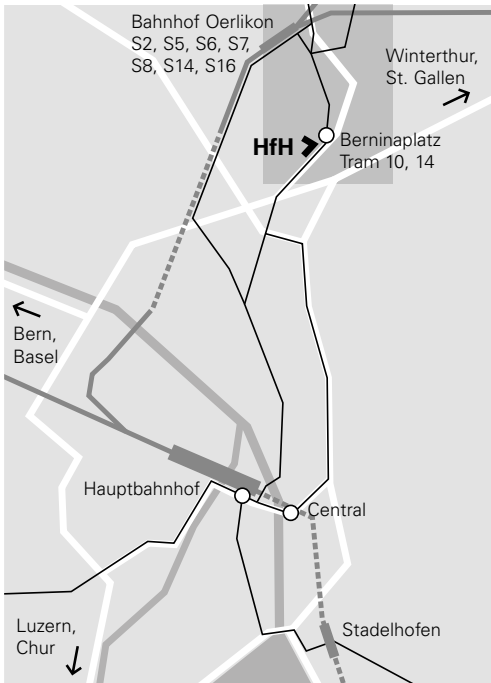 Bahnhof Oerlikon
S2, S5, S6, S7,
S8, S14, S16
Winterthur,
St. Gallen
HfH
Berninaplatz
Tram 10, 14
Bern,
Basel
Hauptbahnhof
Central
Luzern,
Chur
Stadelhofen